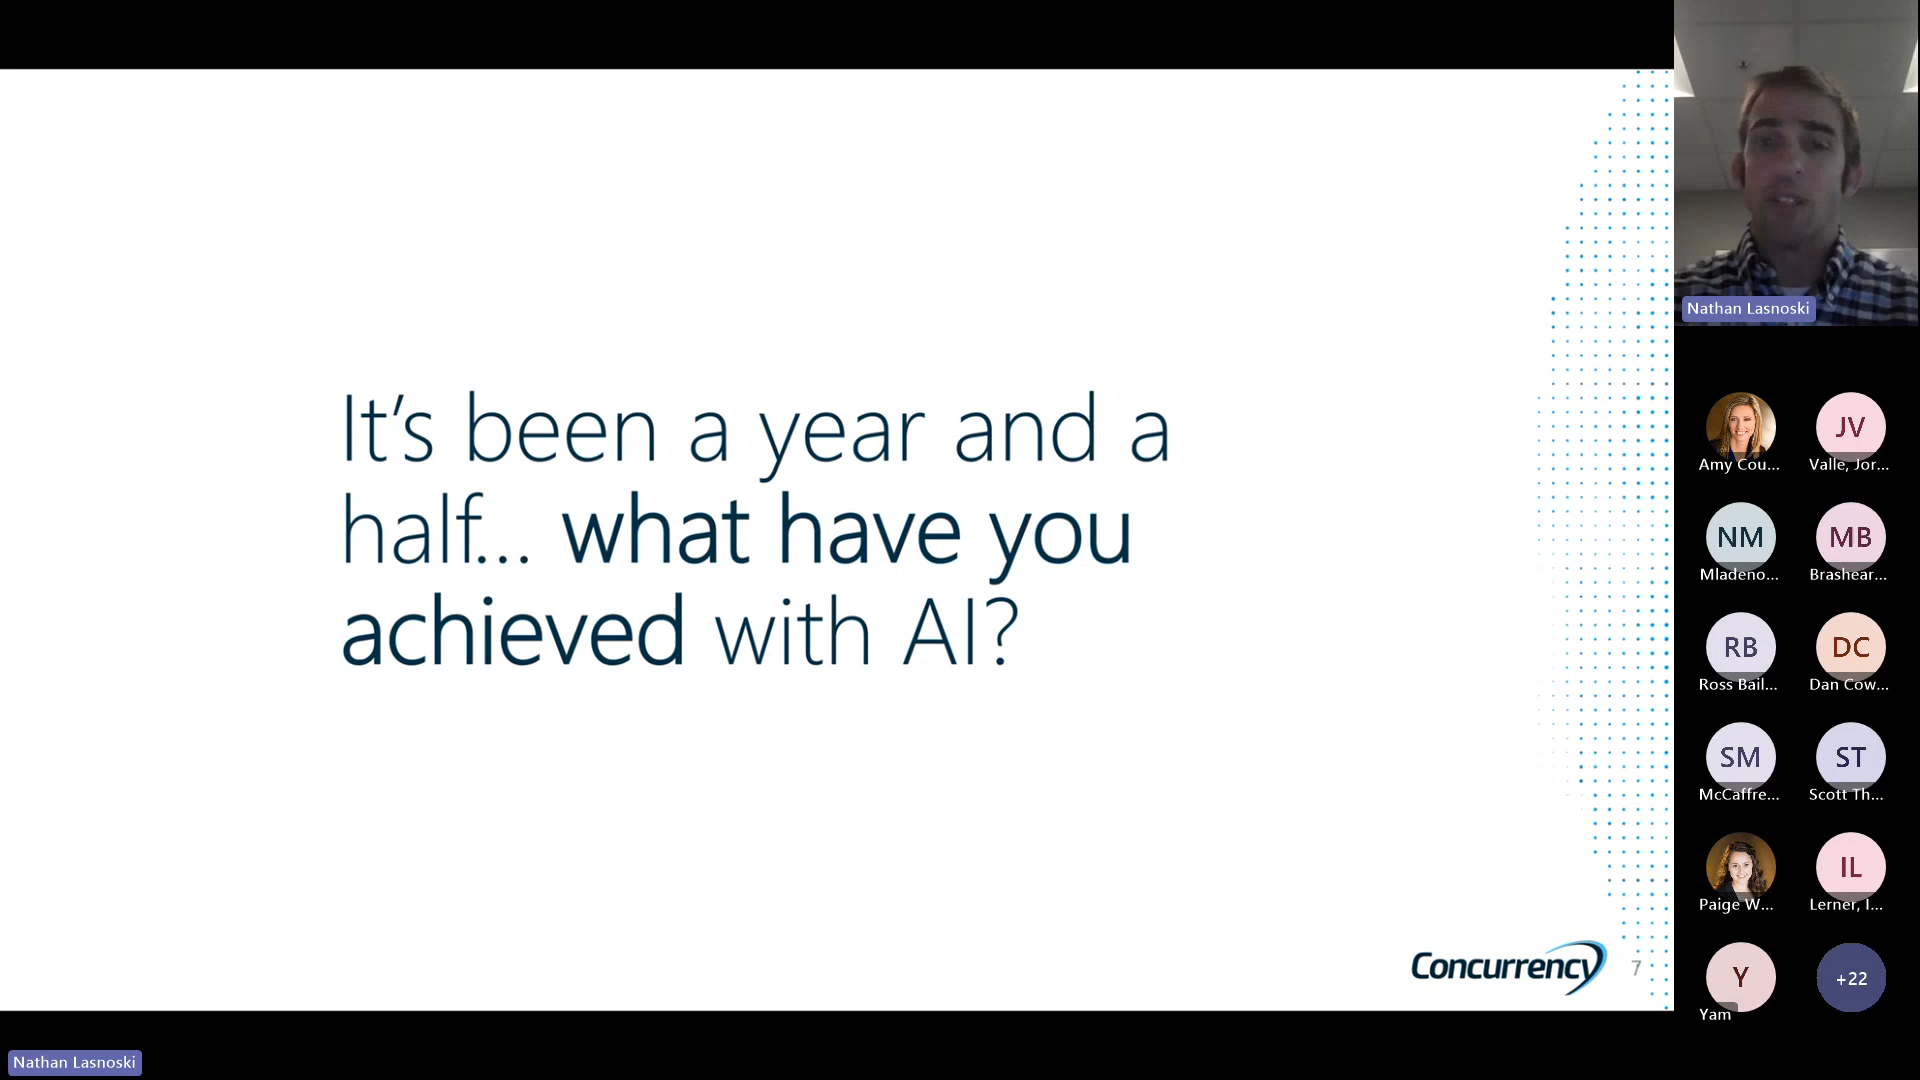 It’s been a year and a
half... what have you
achieved with AI?
Concurrency
7
Nathan Lasnoski
Amy Cou...
JV
Valle, Jor...
NM
Mladeno...
MB
Brashear...
RB
Ross Bail...
DC
Dan Cow...
SM
McCaffre...
ST
Scott Th...
Paige W...
IL
Lerner, I...
Y
Yam
+22
Nathan Lasnoski